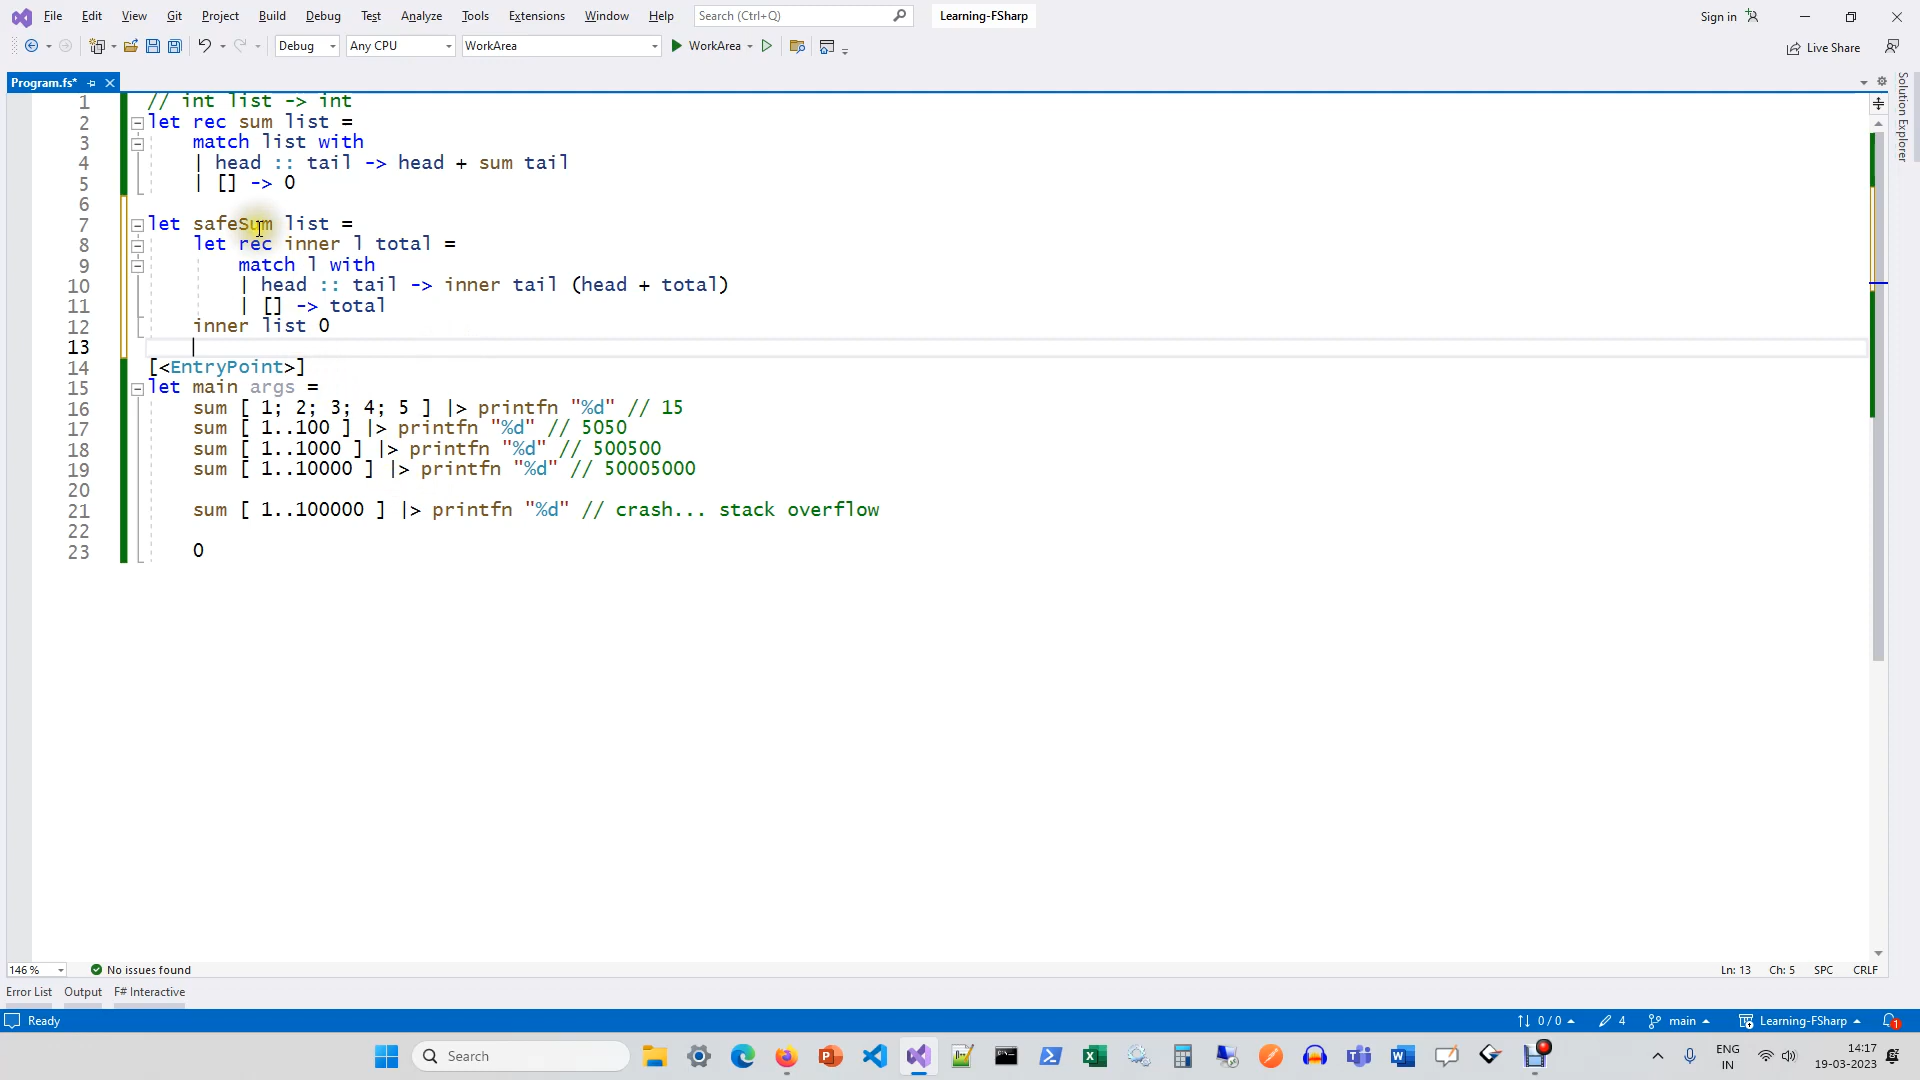 File Edit View Git Project Build Debug Test Analyze Tools Extensions Window Help Search (Ctrl+Q) Learning-FSharp Sign in
Debug Any CPU WorkArea WorkArea Live Share
Program.fs*
Solution Explorer
1 // int list -> int
2 let rec sum list =
3 match list with
4 | head :: tail -> head + sum tail
5 | [] -> 0
6
7 let safeSum list =
8 let rec inner l total =
9 match l with
10 | head :: tail -> inner tail (head + total)
11 | [] -> total
12 inner list 0
13
14 [<EntryPoint>]
15 let main args =
16 sum [ 1; 2; 3; 4; 5 ] |> printfn "%d" // 15
17 sum [ 1..100 ] |> printfn "%d" // 5050
18 sum [ 1..1000 ] |> printfn "%d" // 500500
19 sum [ 1..10000 ] |> printfn "%d" // 50005000
20
21 sum [ 1..100000 ] |> printfn "%d" // crash... stack overflow
22
23 0
146 % No issues found Ln: 13 Ch: 5 SPC CRLF
Error List Output F# Interactive
Ready 0 / 0 4 main Learning-FSharp 1
Search ENG 14:17
IN 19-03-2023